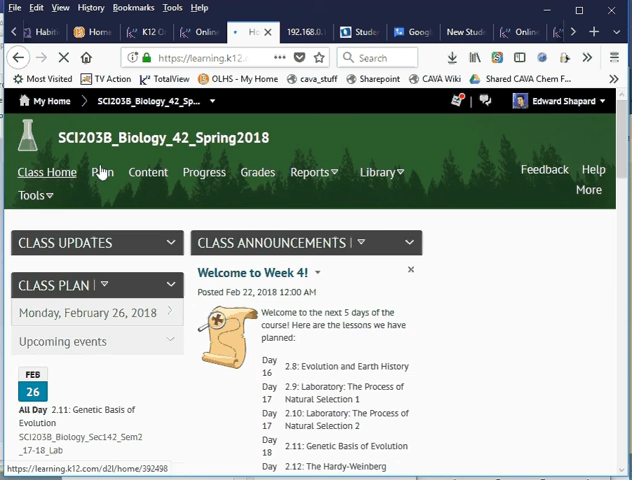 File Edit View History Bookmarks Tools Help
Habit Home K12 O Online Ho 192.168.0. Stude Googl New Stude Online
https://learning.k12. Search
Most Visited TV Action TotalView OLHS - My Home cava_stuff Sharepoint CAVA Wiki Shared CAVA Chem F...
My Home SCI203B_Biology_42_Sp... Edward Shapard
SCI203B_Biology_42_Spring2018
Class Home Plan Content Progress Grades Reports Library Feedback Help
Tools More
CLASS UPDATES
CLASS PLAN
Monday, February 26, 2018
Upcoming events
FEB
26
All Day 2.11: Genetic Basis of
Evolution
SCI203B_Biology_Sec142_Sem2
_17-18_Lab
CLASS ANNOUNCEMENTS
Welcome to Week 4!
Posted Feb 22, 2018 12:00 AM
Welcome to the next 5 days of the
course! Here are the lessons we have
planned:
Day
16 2.8: Evolution and Earth History
Day 2.9: Laboratory: The Process of
17 Natural Selection 1
Day 2.10: Laboratory: The Process of
17 Natural Selection 2
Day
18 2.11: Genetic Basis of Evolution
Day 2.12: The Hardy-Weinberg
https://learning.k12.com/d2l/home/392498